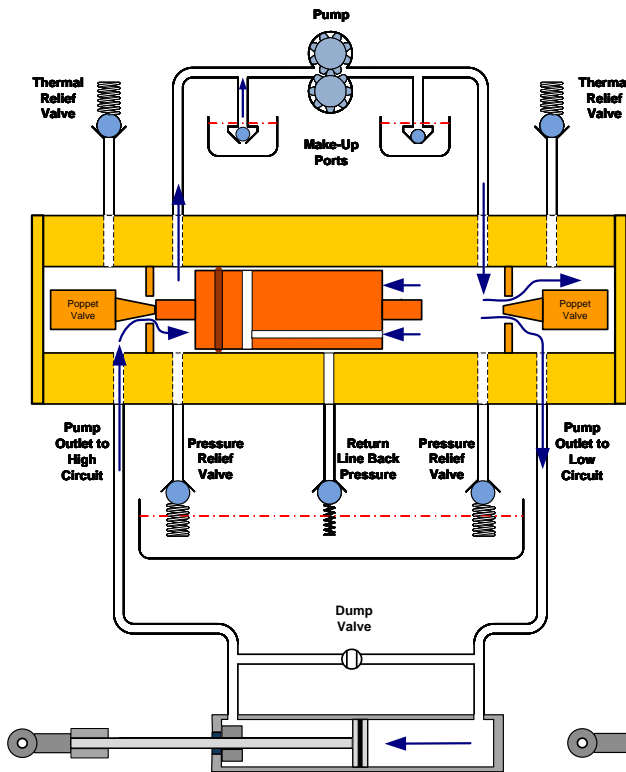 Pump
Thermal
Relief
Valve
Thermal
Relief
Valve
Make-Up
Ports
Poppet
Valve
Poppet
Valve
Pump
Outlet to
High
Circuit
Pressure
Relief
Valve
Return
Line Back
Pressure
Pressure
Relief
Valve
Pump
Outlet to
Low
Circuit
Dump
Valve